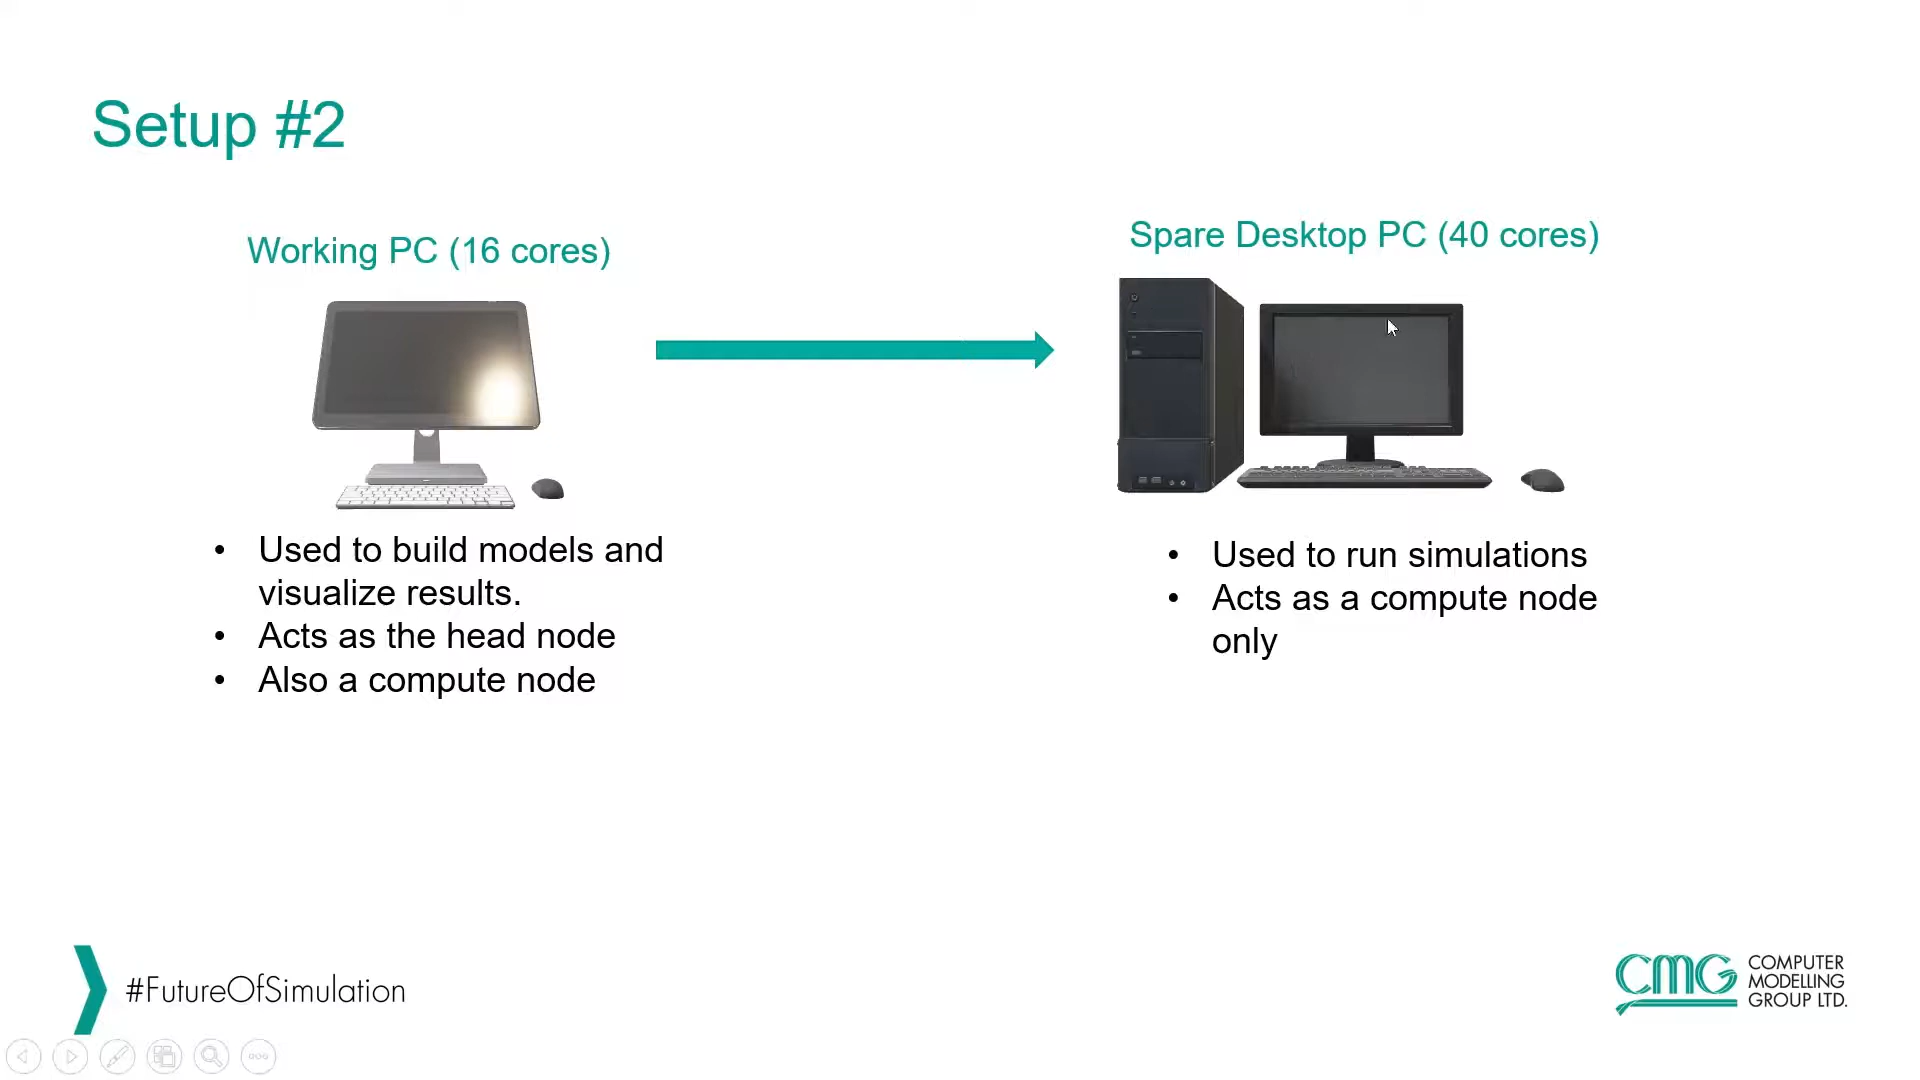 Setup #2
Working PC (16 cores)
Spare Desktop PC (40 cores)
• Used to build models and
visualize results.
• Acts as the head node
• Also a compute node
• Used to run simulations
• Acts as a compute node
only
#FutureOfSimulation
CMG
COMPUTER
MODELLING
GROUP LTD.